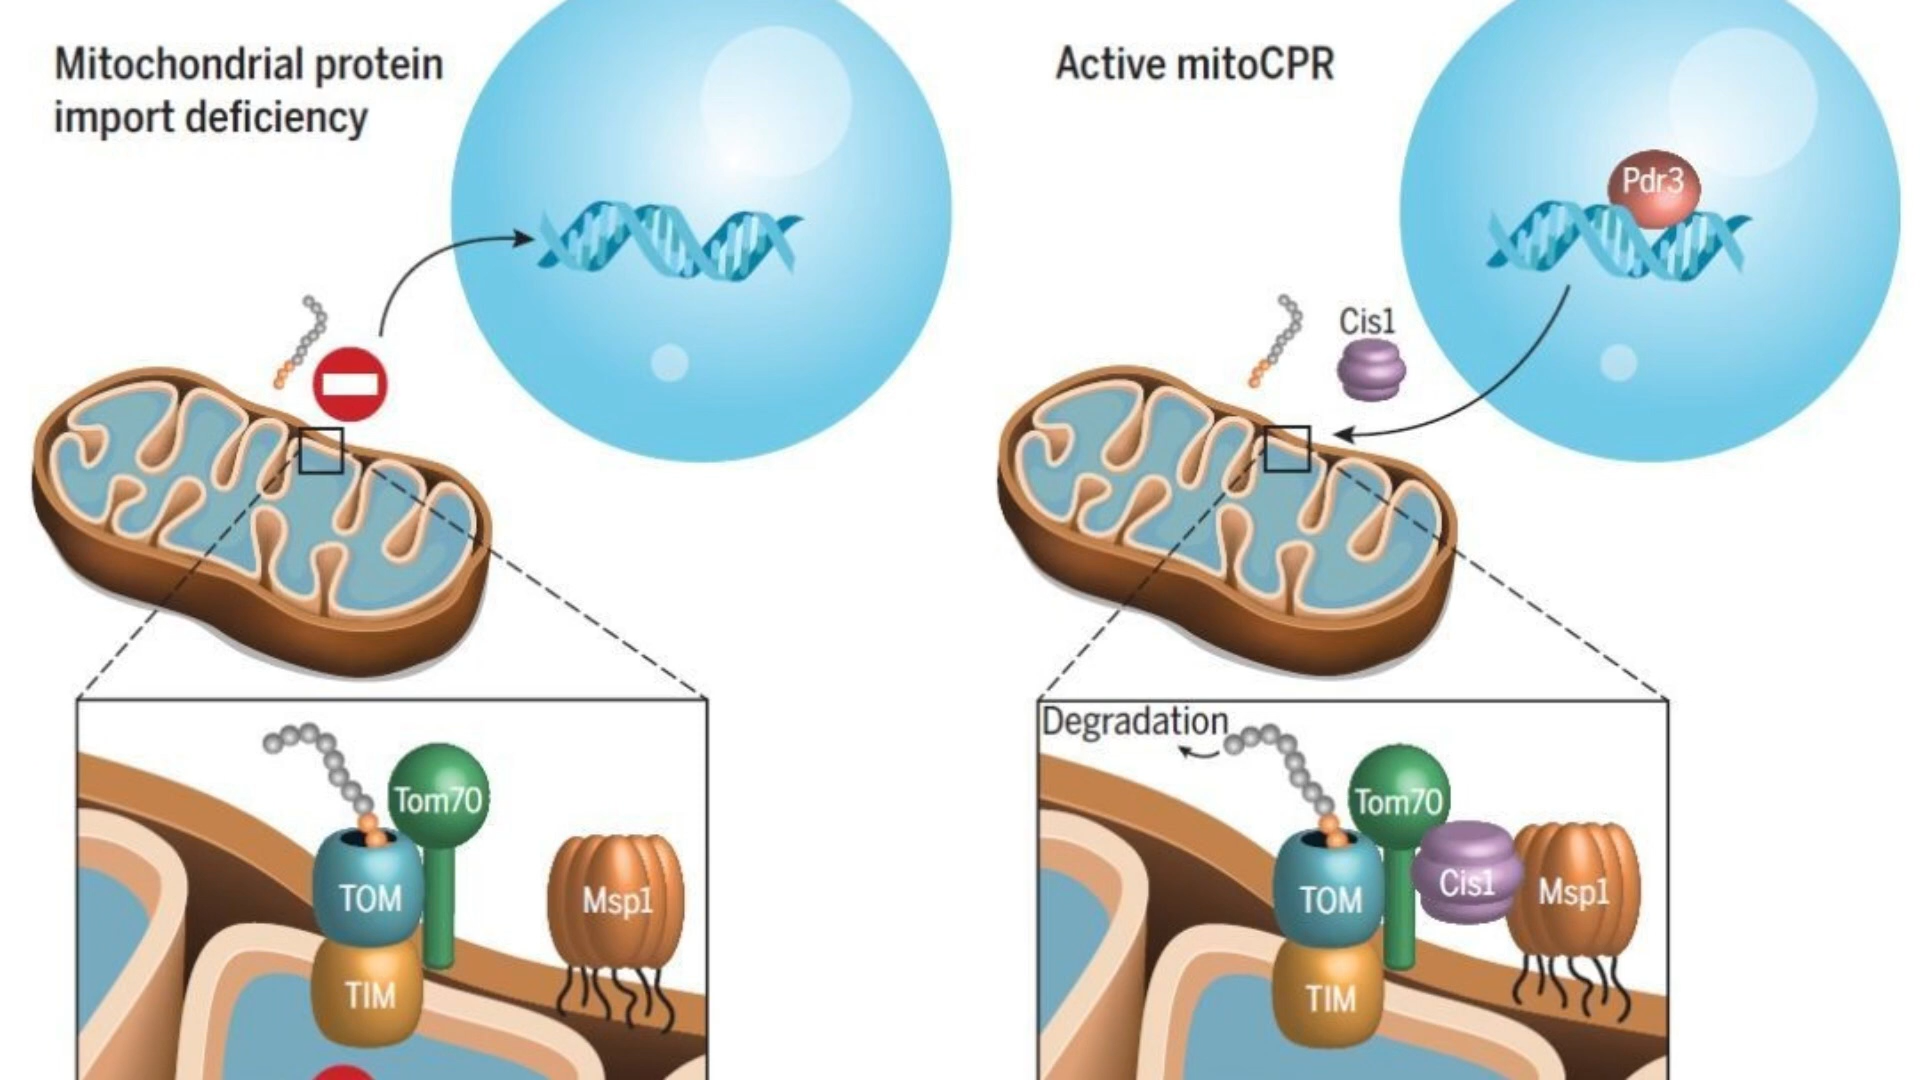 Mitochondrial protein
import deficiency
Tom70
TOM
Msp1
TIM
Active mitoCPR
Pdr3
Cis1
Degradation
Tom70
TOM
Cis1
Msp1
TIM